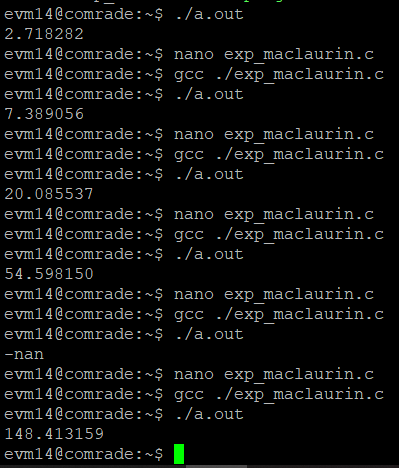 evm14@comrade:~$ ./a.out
2.718282
evm14@comrade:~$ nano exp_maclaurin.c
evm14@comrade:~$ gcc ./exp_maclaurin.c
evm14@comrade:~$ ./a.out
7.389056
evm14@comrade:~$ nano exp_maclaurin.c
evm14@comrade:~$ gcc ./exp_maclaurin.c
evm14@comrade:~$ ./a.out
20.085537
evm14@comrade:~$ nano exp_maclaurin.c
evm14@comrade:~$ gcc ./exp_maclaurin.c
evm14@comrade:~$ ./a.out
54.598150
evm14@comrade:~$ nano exp_maclaurin.c
evm14@comrade:~$ gcc ./exp_maclaurin.c
evm14@comrade:~$ ./a.out
-nan
evm14@comrade:~$ nano exp_maclaurin.c
evm14@comrade:~$ gcc ./exp_maclaurin.c
evm14@comrade:~$ ./a.out
148.413159
evm14@comrade:~$